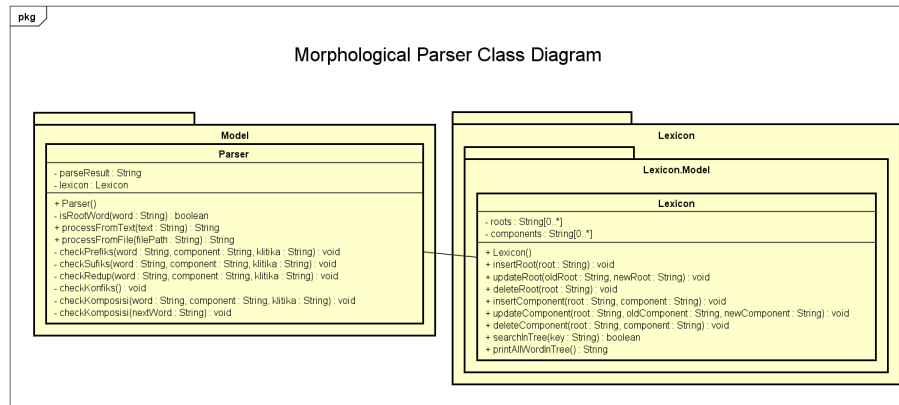 pkg
Morphological Parser Class Diagram
Model
Parser
- parseResult : String
- lexicon : Lexicon
+ Parser()
- isRootWord(word : String) : boolean
+ processFromText(text : String) : String
+ processFromFile(filePath : String) : String
- checkPrefiks(word : String, component : String, klitika : String) : void
- checkSufiks(word : String, component : String, klitika : String) : void
- checkRedup(word : String, component : String, klitika : String) : void
- checkKonfiks() : void
- checkKomposisi(word : String, component : String, klitika : String) : void
- checkKomposisi(nextWord : String) : void
Lexicon
Lexicon.Model
Lexicon
- roots : String[0..*]
- components : String[0..*]
+ Lexicon()
+ insertRoot(root : String) : void
+ updateRoot(oldRoot : String, newRoot : String) : void
+ deleteRoot(root : String) : void
+ insertComponent(root : String, component : String) : void
+ updateComponent(root : String, oldComponent : String, newComponent : String) : void
+ deleteComponent(root : String, component : String) : void
+ searchInTree(key : String) : boolean
+ printAllWordInTree() : String